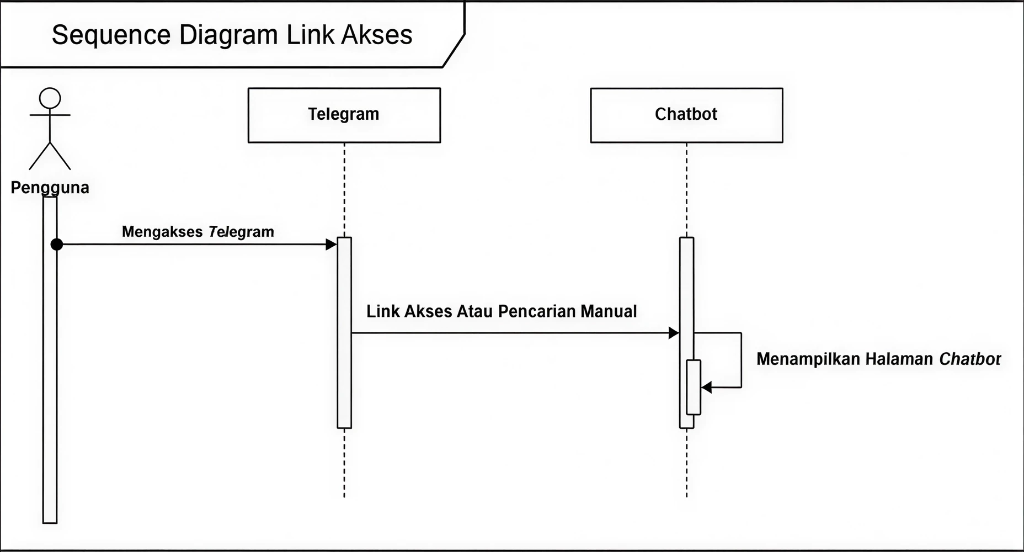 Sequence Diagram Link Akses
Telegram
Chatbot
Pengguna
Mengakses Telegram
Link Akses Atau Pencarian Manual
Menampilkan Halaman Chatbot